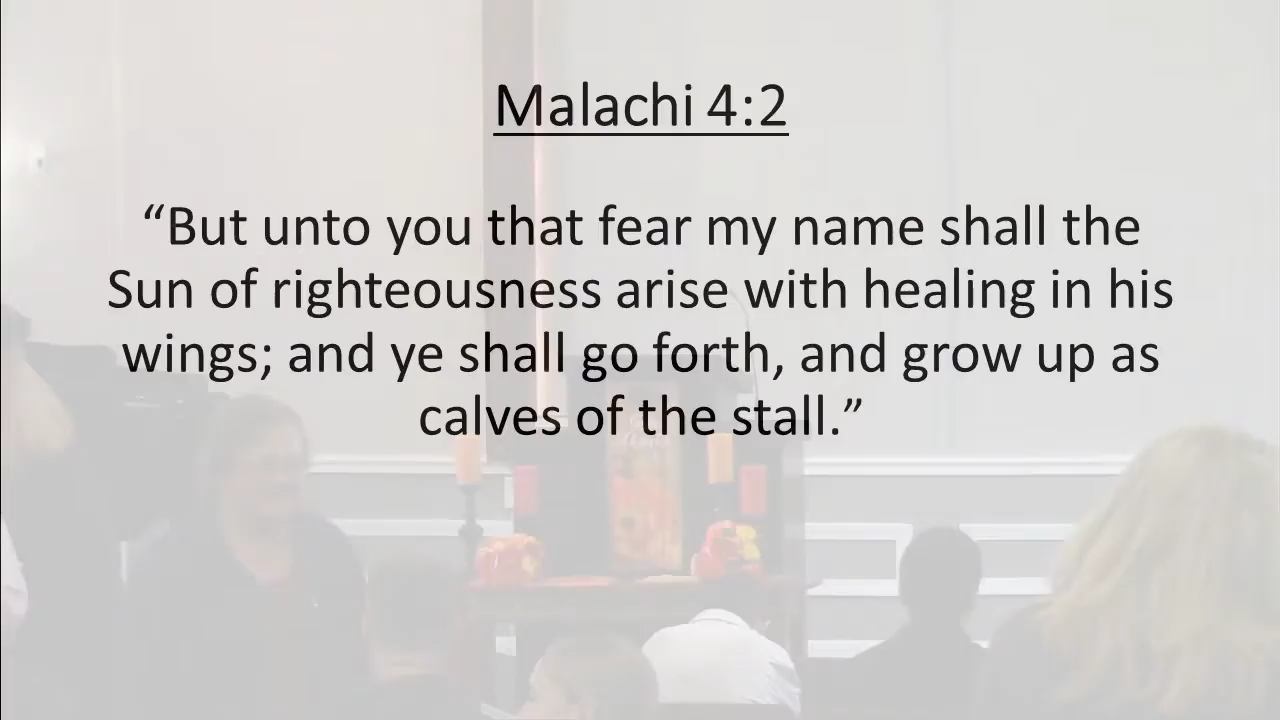 Malachi 4:2
“But unto you that fear my name shall the
Sun of righteousness arise with healing in his
wings; and ye shall go forth, and grow up as
calves of the stall.”